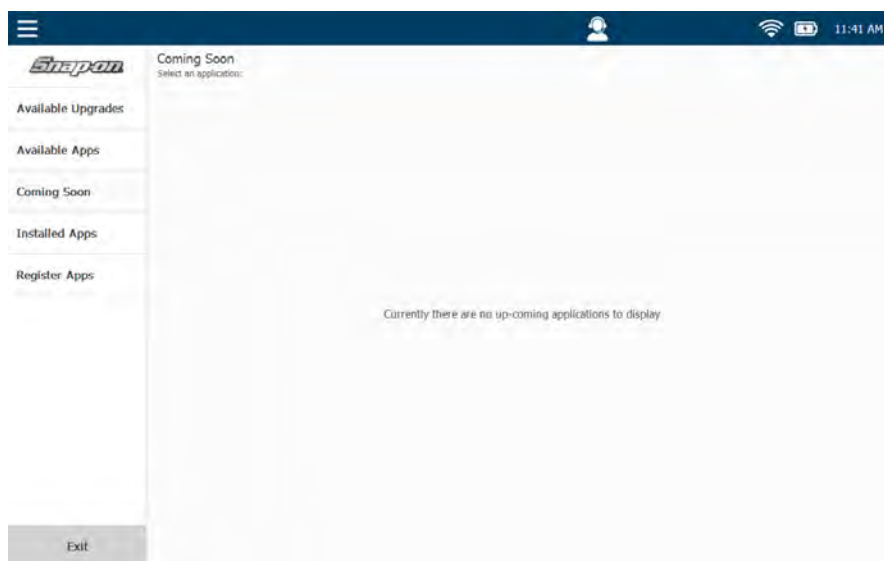 11:41 AM
Snap-on
Coming Soon
Select an application:
Available Upgrades
Available Apps
Coming Soon
Installed Apps
Register Apps
Currently there are no up-coming applications to display
Exit